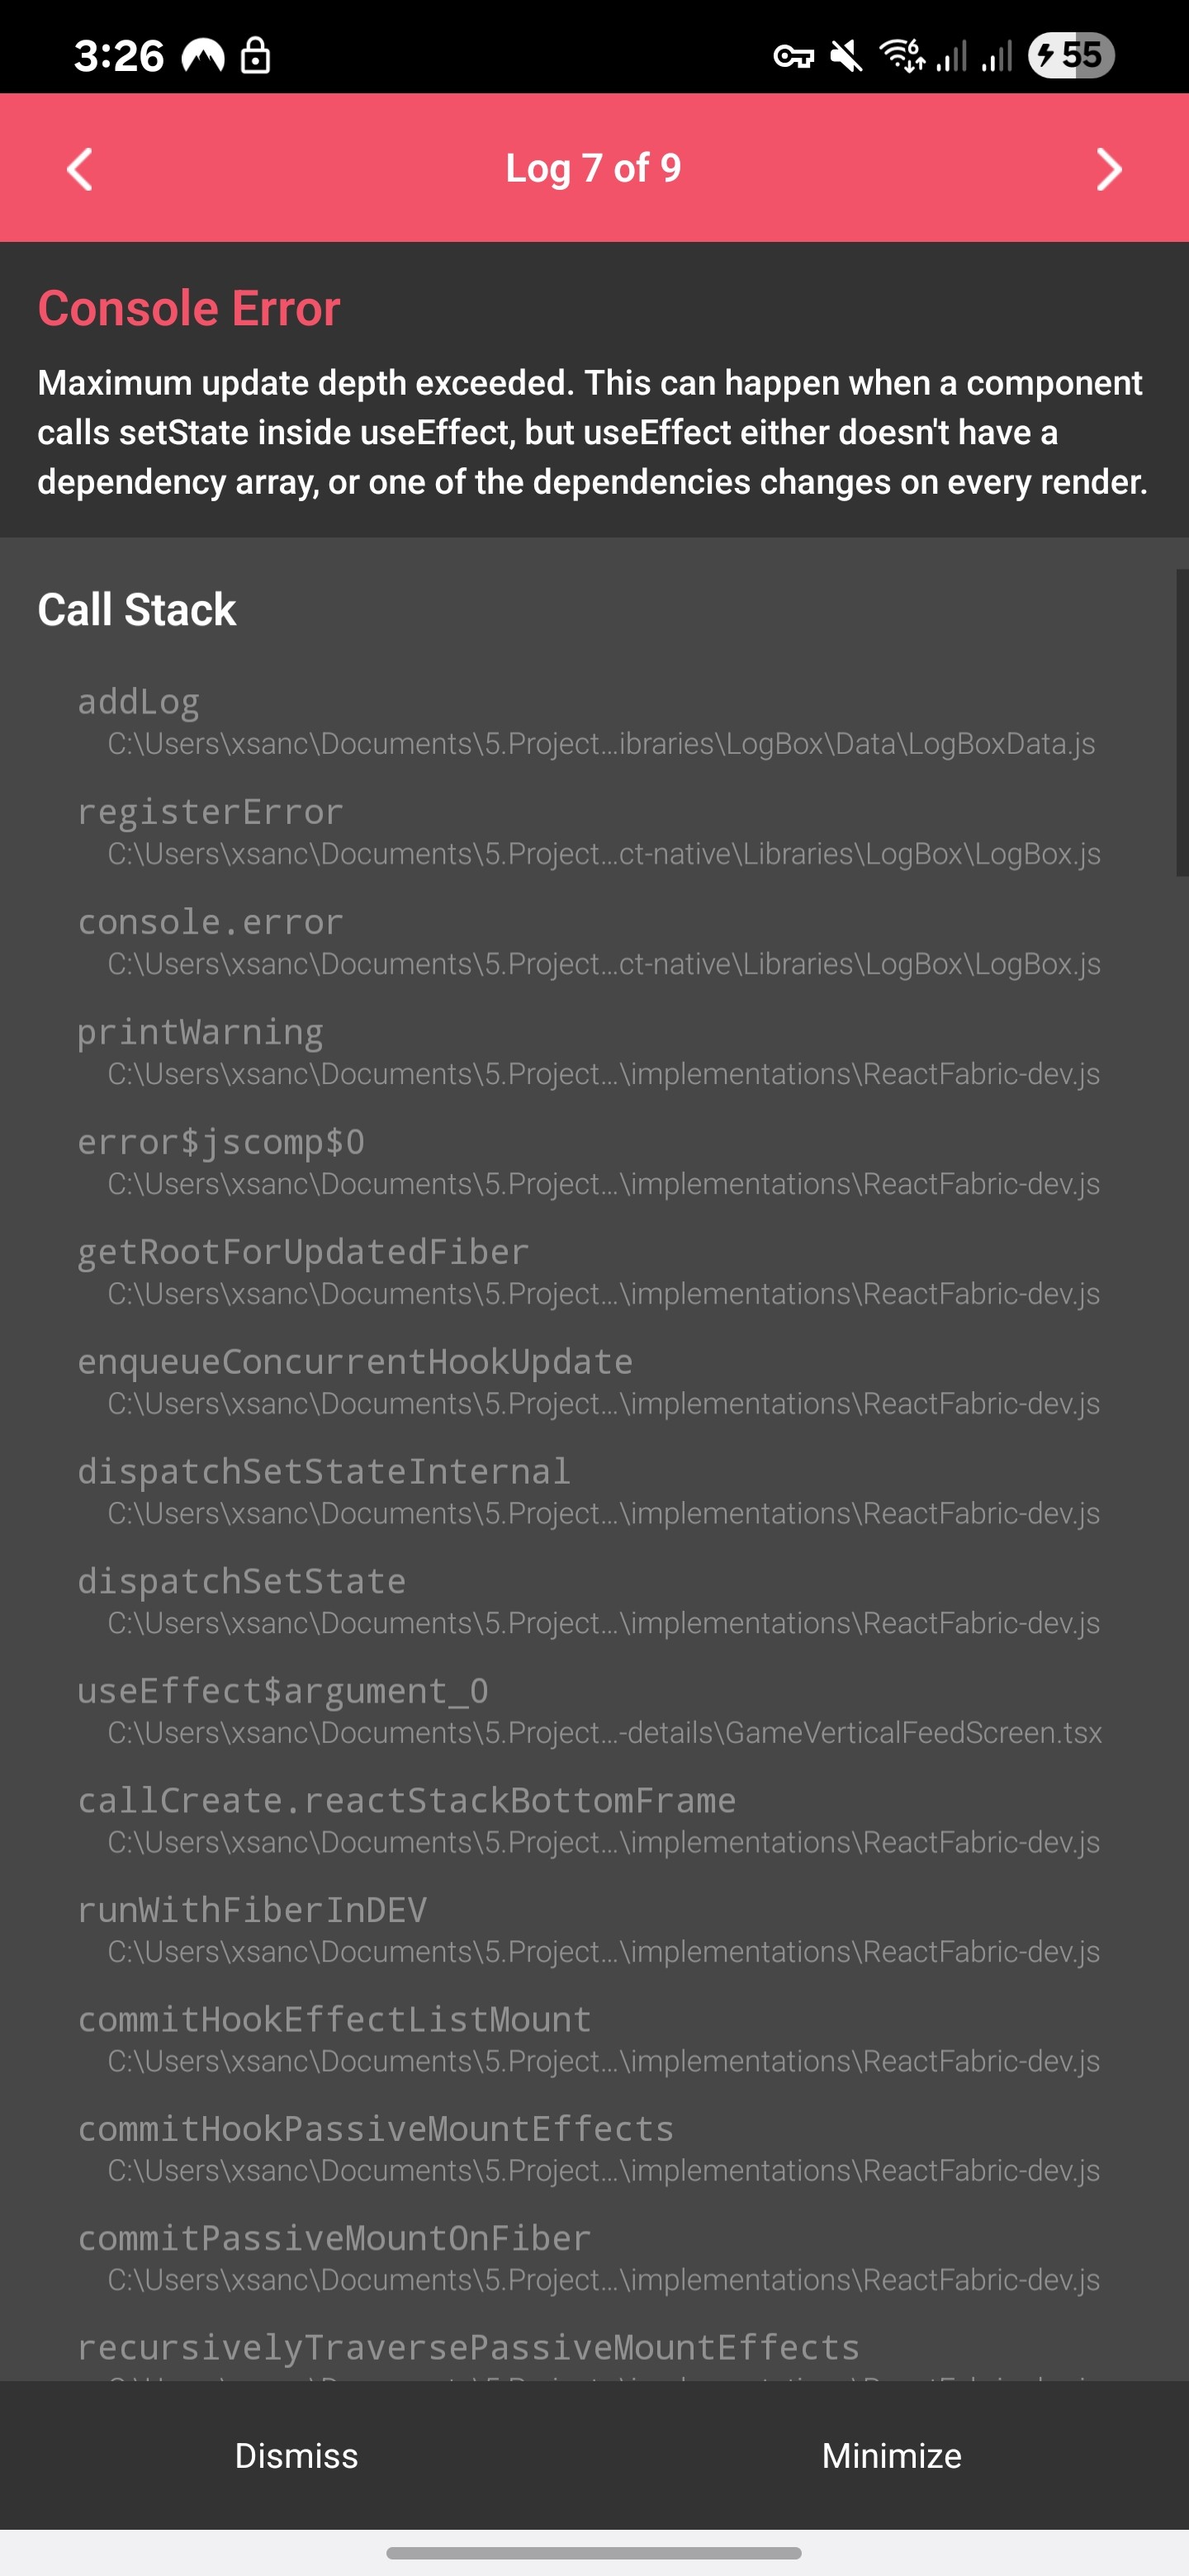 3:26
6
55
Log 7 of 9
Console Error
Maximum update depth exceeded. This can happen when a component
calls setState inside useEffect, but useEffect either doesn't have a
dependency array, or one of the dependencies changes on every render.
Call Stack
addLog
C:\Users\xsanc\Documents\5.Project...ibraries\LogBox\Data\LogBoxData.js
registerError
C:\Users\xsanc\Documents\5.Project...ct-native\Libraries\LogBox\LogBox.js
console.error
C:\Users\xsanc\Documents\5.Project...ct-native\Libraries\LogBox\LogBox.js
printWarning
C:\Users\xsanc\Documents\5.Project...\implementations\ReactFabric-dev.js
error$jscomp$0
C:\Users\xsanc\Documents\5.Project...\implementations\ReactFabric-dev.js
getRootForUpdatedFiber
C:\Users\xsanc\Documents\5.Project...\implementations\ReactFabric-dev.js
enqueueConcurrentHookUpdate
C:\Users\xsanc\Documents\5.Project...\implementations\ReactFabric-dev.js
dispatchSetStateInternal
C:\Users\xsanc\Documents\5.Project...\implementations\ReactFabric-dev.js
dispatchSetState
C:\Users\xsanc\Documents\5.Project...\implementations\ReactFabric-dev.js
useEffect$argument_0
C:\Users\xsanc\Documents\5.Project...-details\GameVerticalFeedScreen.tsx
callCreate.reactStackBottomFrame
C:\Users\xsanc\Documents\5.Project...\implementations\ReactFabric-dev.js
runWithFiberInDEV
C:\Users\xsanc\Documents\5.Project...\implementations\ReactFabric-dev.js
commitHookEffectListMount
C:\Users\xsanc\Documents\5.Project...\implementations\ReactFabric-dev.js
commitHookPassiveMountEffects
C:\Users\xsanc\Documents\5.Project...\implementations\ReactFabric-dev.js
commitPassiveMountOnFiber
C:\Users\xsanc\Documents\5.Project...\implementations\ReactFabric-dev.js
recursivelyTraversePassiveMountEffects
Dismiss
Minimize